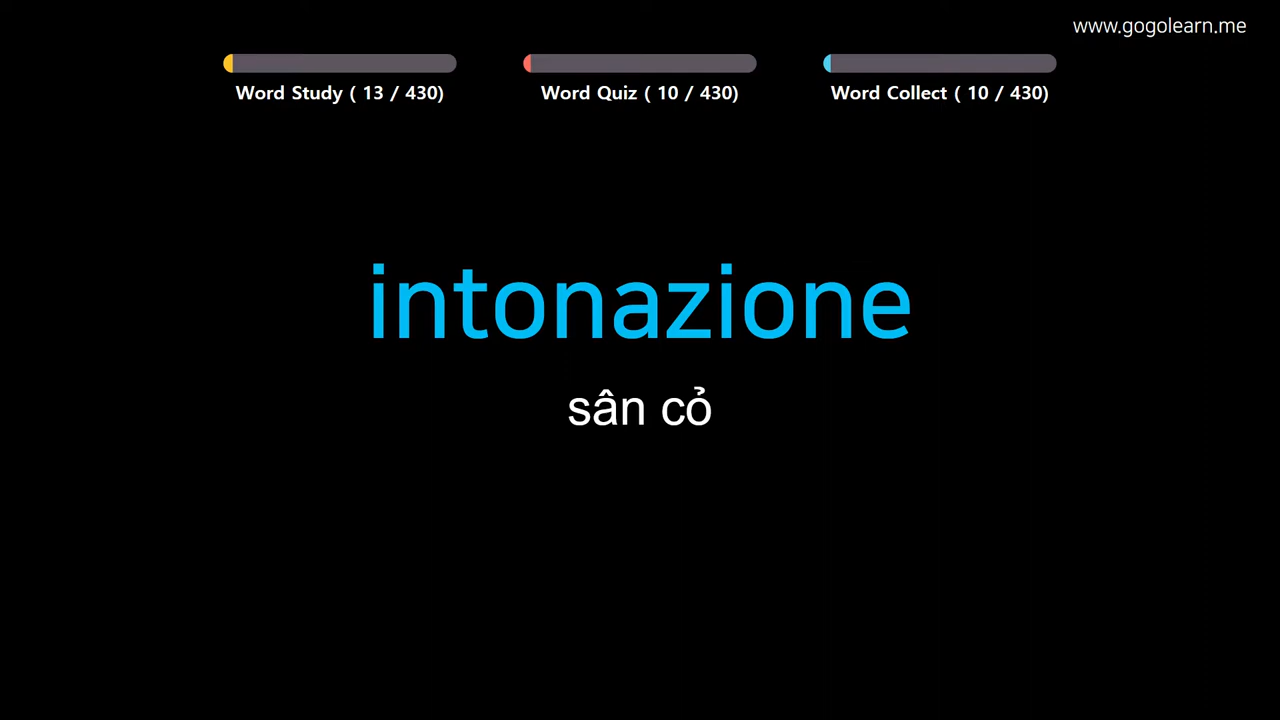 www.gogolearn.me
Word Study ( 13 / 430)
Word Quiz ( 10 / 430)
Word Collect ( 10 / 430)
intonazione
sân cỏ